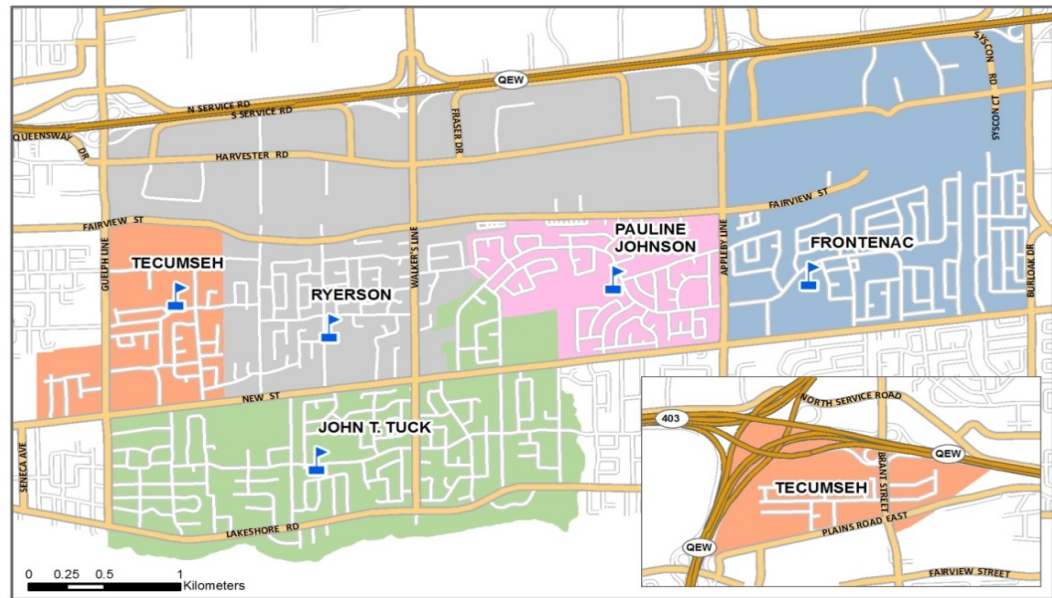 QEW
SYSCON RD
N SERVICE RD
S SERVICE RD
QUEENSWAY DR
FRASER DR
SYSCON CT
HARVESTER RD
FAIRVIEW ST
FAIRVIEW ST
GUELPH LINE
WALKER'S LINE
APPLEBY LINE
BURLOAK DR
TECUMSEH
RYERSON
PAULINE
JOHNSON
FRONTENAC
NEW ST
JOHN T. TUCK
SENECA AVE
LAKESHORE RD
0 0.25 0.5 1
Kilometers
NORTH SERVICE ROAD
403
QEW
BRANT STREET
TECUMSEH
PLAINS ROAD EAST
QEW
FAIRVIEW STREET